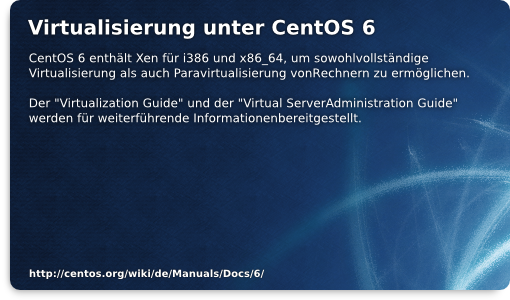 Virtualisierung unter CentOS 6
CentOS 6 enthält Xen für i386 und x86_64, um sowohlvollständige
Virtualisierung als auch Paravirtualisierung vonRechnern zu ermöglichen.
Der "Virtualization Guide" und der "Virtual ServerAdministration Guide"
werden für weiterführende Informationenbereitgestellt.
http://centos.org/wiki/de/Manuals/Docs/6/